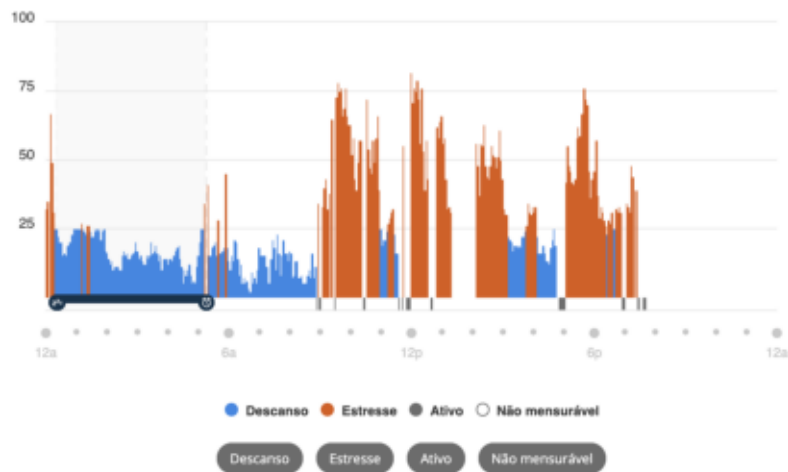 100
75
50
25
12a 6a 12p 6p 12a
Descanso Estresse Ativo Não mensurável
Descanso Estresse Ativo Não mensurável